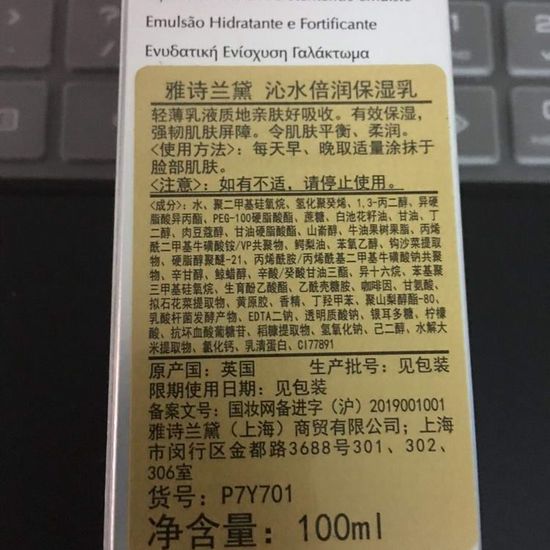 Emulsão Hidratante e Fortificante
Ενυδατική Ενίσχυση Γαλάκτωμα
雅诗兰黛 沁水倍润保湿乳
轻薄乳液质地亲肤好吸收。有效保湿,
强韧肌肤屏障。令肌肤平衡、柔润。
<使用方法>: 每天早、晚取适量涂抹于
脸部肌肤。
<注意>: 如有不适,请停止使用。
<成分>: 水、聚二甲基硅氧烷、氢化聚癸烯、1,3-丙二醇、异硬
脂酸异丙酯、PEG-100硬脂酸酯、蔗糖、白池花籽油、甘油、丁
二醇、肉豆蔻醇、甘油硬脂酸酯、山嵛醇、牛油果树果脂、丙烯
酰二甲基牛磺酸铵/VP共聚物、鳄梨油、苯氧乙醇、钩沙菜提取
物、硬脂醇聚醚-21、丙烯酰胺/丙烯酰基二甲基牛磺酸钠共聚
物、辛甘醇、鲸蜡醇、辛酸/癸酸甘油三酯、异十六烷、苯基聚
三甲基硅氧烷、生育酚乙酸酯、乙酰壳糖胺、咖啡因、甘氨酸、
拟石花菜提取物、黄原胶、香精、丁羟甲苯、聚山梨醇酯-80、
乳酸杆菌发酵产物、EDTA二钠、透明质酸钠、银耳多糖、柠檬
酸、抗坏血酸葡糖苷、稻糠提取物、氢氧化钠、己二醇、水解大
米提取物、氯化钙、乳清蛋白、CI77891
原产国: 英国 生产批号: 见包装
限期使用日期: 见包装
备案文号: 国妆网备进字(沪)2019001001
雅诗兰黛(上海)商贸有限公司; 上海
市闵行区金都路3688号301、302、
306室
货号: P7Y701
净含量: 100ml